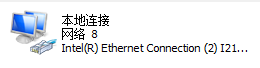 本地连接
网络 8
Intel(R) Ethernet Connection (2) I21...